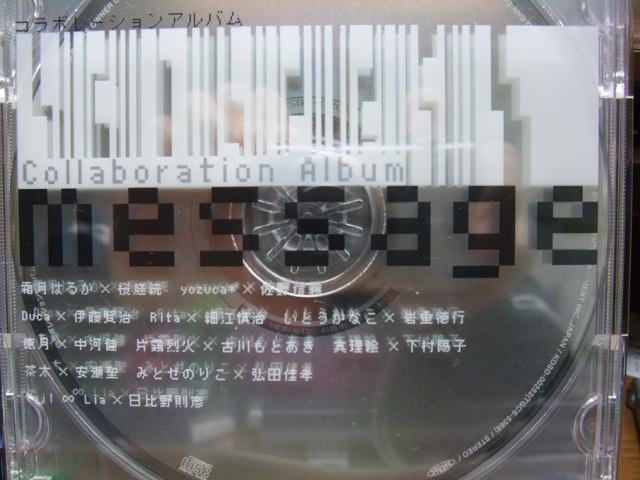 コラボレーションアルバム
Collaboration Album
message
霜月はるか×桜庭統 yozuca*×佐野信義
Duca×伊藤賢治 Rita×細江慎治 いとうかなこ×岩垂徳行
悠月×中河健 片霧烈火×古川もとあき 真理絵×下村陽子
茶太×安瀬聖 みとせのりこ×弘田佳孝
Lia×日比野則彦
STEREO